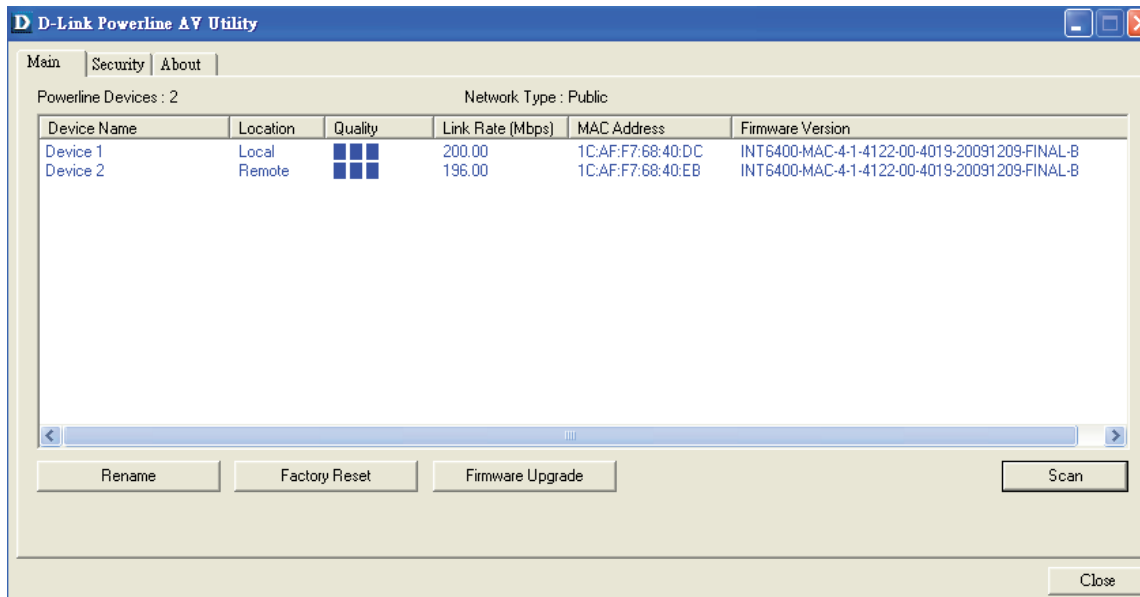 D D-Link Powerline AV Utility
Main Security About
Powerline Devices : 2 Network Type : Public
Device Name Location Quality Link Rate (Mbps) MAC Address Firmware Version
Device 1 Local 200.00 1C:AF:F7:68:40:DC INT6400-MAC-4-1-4122-00-4019-20091209-FINAL-B
Device 2 Remote 196.00 1C:AF:F7:68:40:EB INT6400-MAC-4-1-4122-00-4019-20091209-FINAL-B
Rename Factory Reset Firmware Upgrade Scan
Close